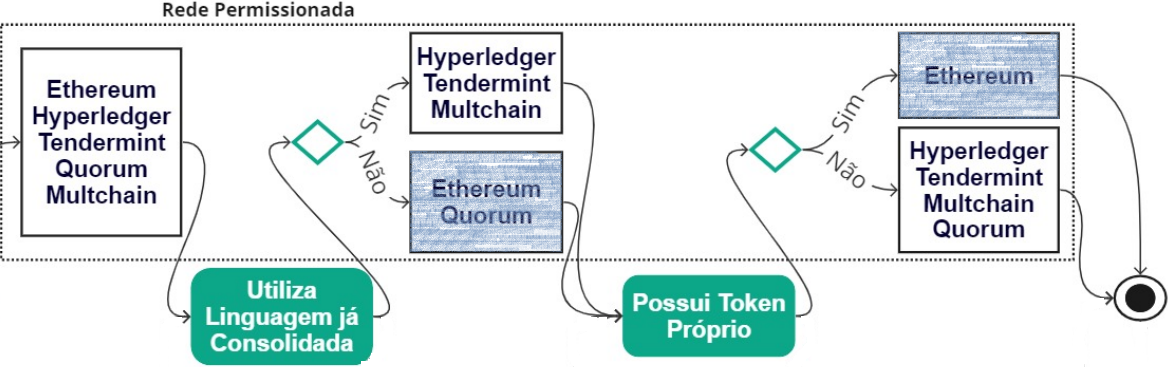 Rede Permissionada
Ethereum
Hyperledger
Tendermint
Quorum
Multchain
Utiliza
Linguagem já
Consolidada
Sim
Não
Hyperledger
Tendermint
Multchain
Ethereum
Quorum
Possui Token
Próprio
Sim
Não
Ethereum
Hyperledger
Tendermint
Multchain
Quorum